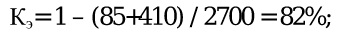 Кэ= 1 – (85+410) / 2700 = 82%;